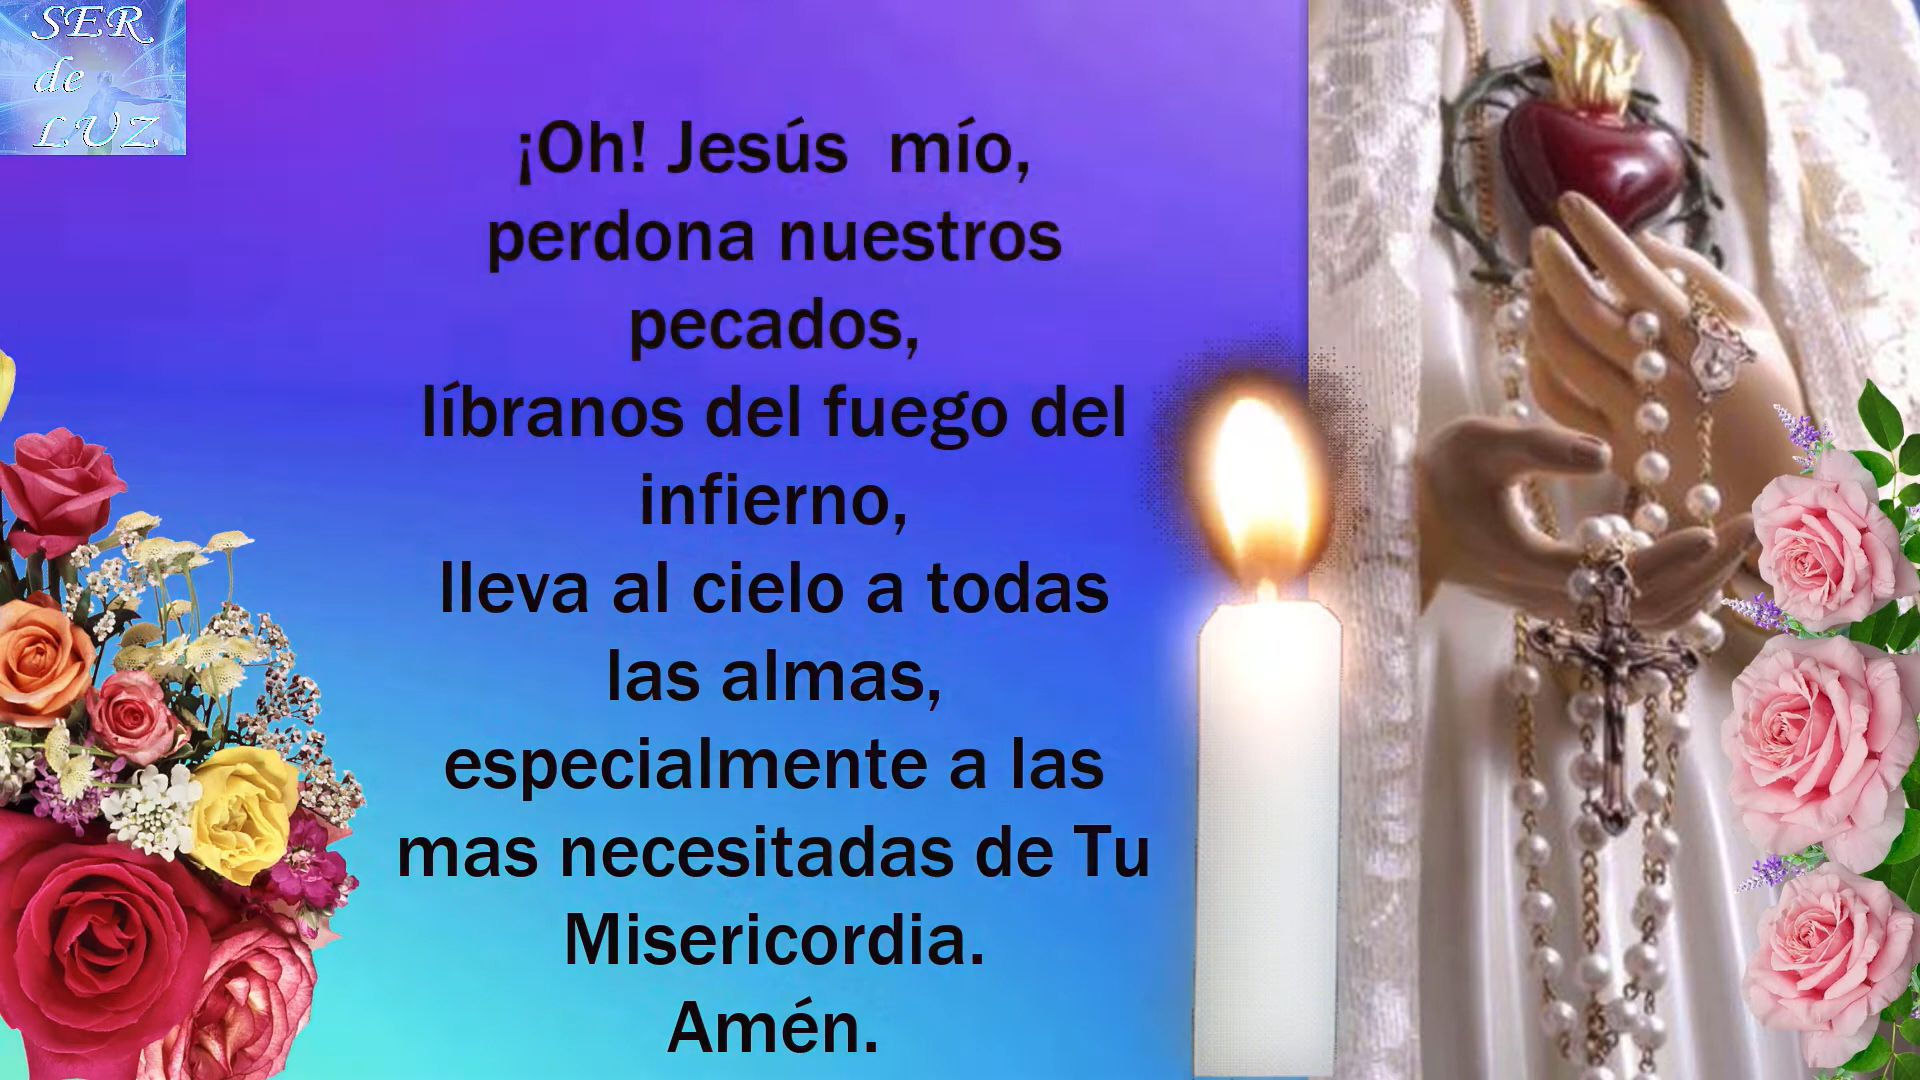 SER
de
LUZ
¡Oh! Jesús  mío,
perdona nuestros
pecados,
líbranos del fuego del
infierno,
lleva al cielo a todas
las almas,
especialmente a las
mas necesitadas de Tu
Misericordia.
Amén.